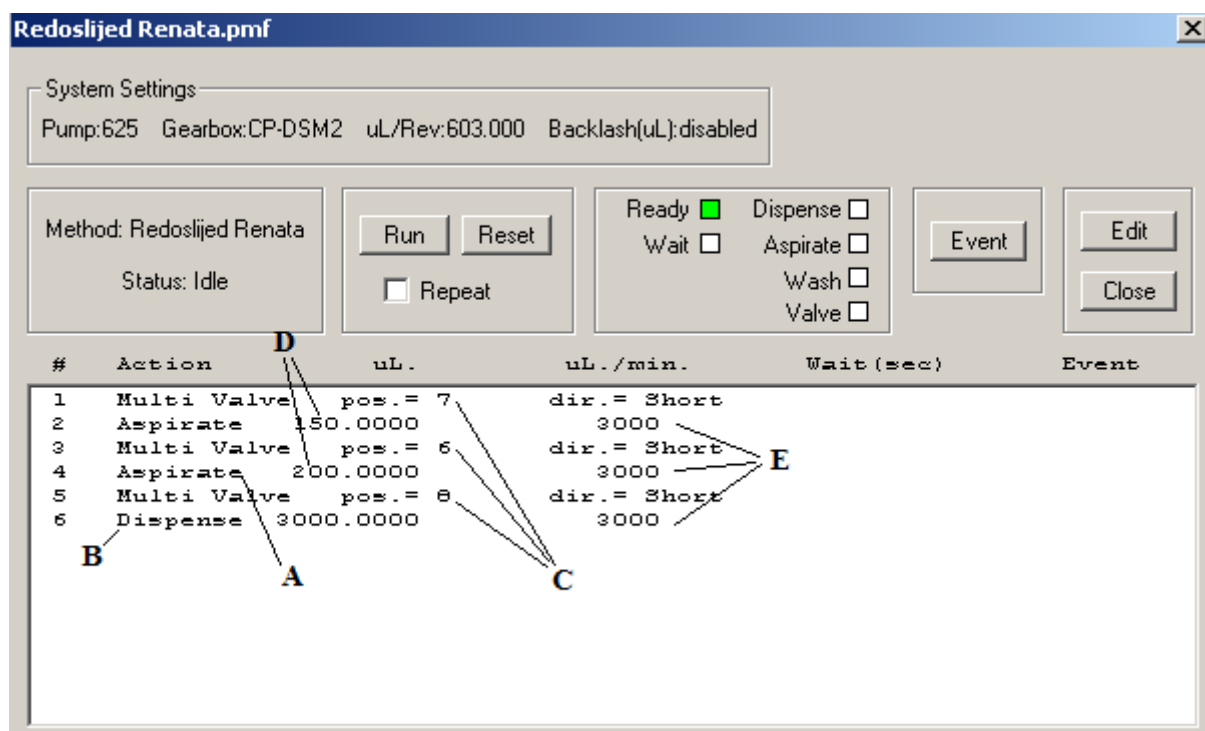 Redoslijed Renata.pmf
System Settings
Pump:625 Gearbox:CP-DSM2 uL/Rev:603.000 Backlash(uL):disabled
Method: Redoslijed Renata
Status: Idle
Run Reset
Repeat
Ready Dispense
Wait Aspirate
Wash
Valve
Event
Edit
Close
D
# Action uL. uL./min. Wait(sec) Event
1 Multi Valve pos.= 7 dir.= Short
2 Aspirate 150.0000 3000
3 Multi Valve pos.= 6 dir.= Short
4 Aspirate 200.0000 3000
5 Multi Valve pos.= 8 dir.= Short
6 Dispense 3000.0000 3000
E
B
A
C